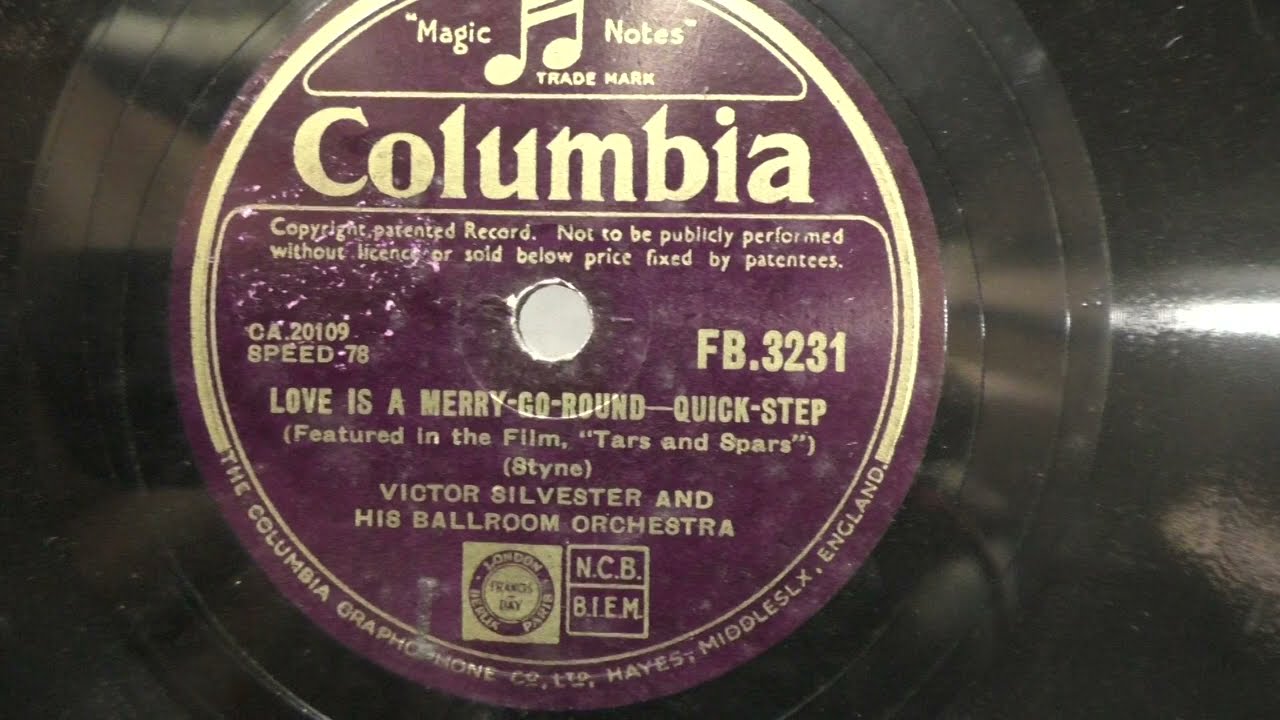 "Magic Notes"
TRADE MARK
Columbia
Copyright, patented Record. Not to be publicly performed
without licence or sold below price fixed by patentees.
CA.20109
SPEED 78
FB.3231
LOVE IS A MERRY-GO-ROUND—QUICK-STEP
(Featured in the Film, "Tars and Spars")
(Styne)
VICTOR SILVESTER AND
HIS BALLROOM ORCHESTRA
LONDON
FRANCIS
DAY
BERLIN PARIS
N.C.B.
B.I.E.M.
THE COLUMBIA GRAPHOPHONE CO., LTD, HAYES, MIDDLESEX, ENGLAND.